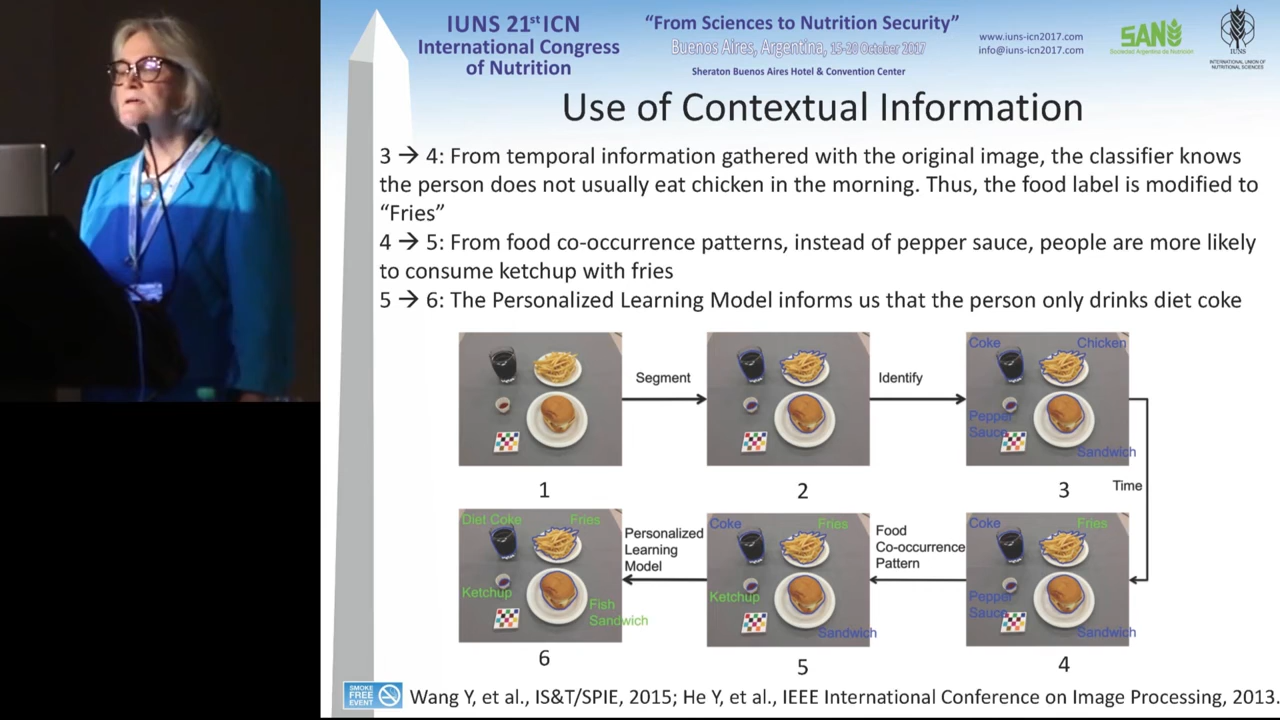 IUNS 21st ICN
International Congress
of Nutrition
“From Sciences to Nutrition Security”
Buenos Aires, Argentina, 15-20 October 2017
Sheraton Buenos Aires Hotel & Convention Center
www.iuns-icn2017.com
info@iuns-icn2017.com
SAN
Sociedad Argentina de Nutrición
IUNS
INTERNATIONAL UNION OF
NUTRITIONAL SCIENCES
Use of Contextual Information
3 → 4: From temporal information gathered with the original image, the classifier knows
the person does not usually eat chicken in the morning. Thus, the food label is modified to
“Fries”
4 → 5: From food co-occurrence patterns, instead of pepper sauce, people are more likely
to consume ketchup with fries
5 → 6: The Personalized Learning Model informs us that the person only drinks diet coke
Segment
Identify
Coke
Chicken
Pepper
Sauce
Sandwich
1
2
3
Time
Diet Coke
Fries
Ketchup
Fish
Sandwich
Personalized
Learning
Model
Coke
Fries
Ketchup
Sandwich
Food
Co-occurrence
Pattern
Coke
Fries
Pepper
Sauce
Sandwich
6
5
4
SMOKE
FREE
EVENT
Wang Y, et al., IS&T/SPIE, 2015; He Y, et al., IEEE International Conference on Image Processing, 2013.